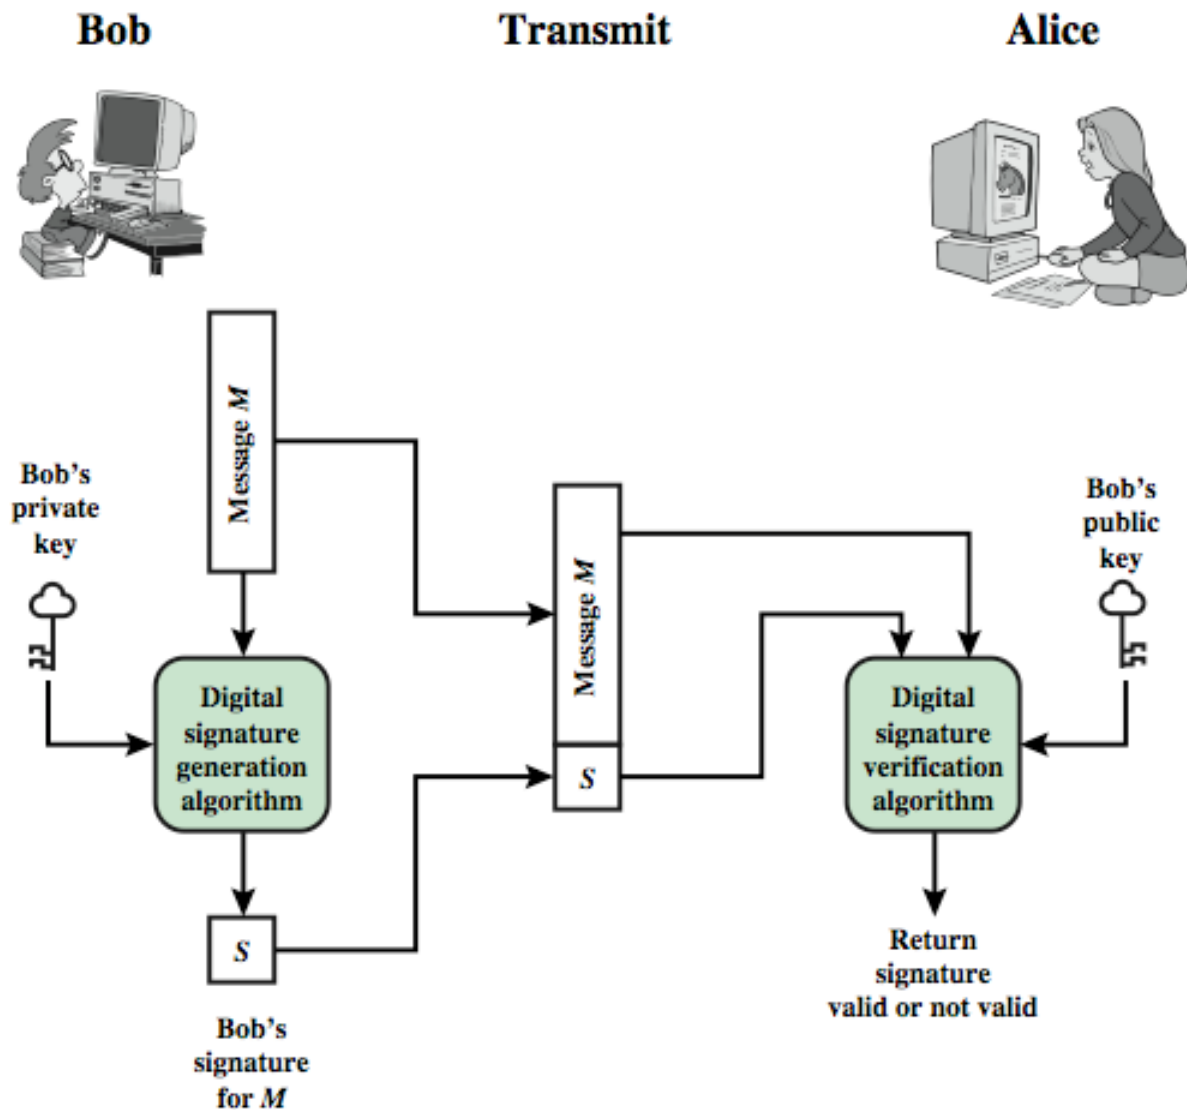 Bob
Transmit
Alice
Message M
Bob's
private
key
Message M
S
Bob's
public
key
Digital
signature
generation
algorithm
Digital
signature
verification
algorithm
S
Bob's
signature
for M
Return
signature
valid or not valid